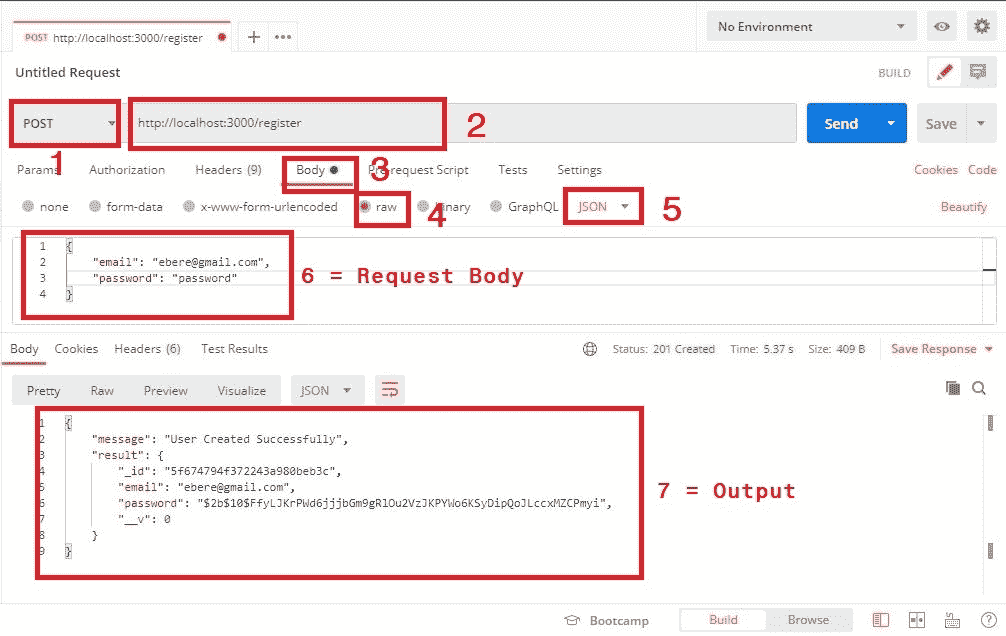 POST http://localhost:3000/register
No Environment
Untitled Request
BUILD
POST
http://localhost:3000/register
2
Send
Save
1
3
Params Authorization Headers (9) Body Pre-request Script Tests Settings
Cookies Code
none form-data x-www-form-urlencoded raw binary GraphQL JSON
4
5
Beautify
1 {
2 "email": "ebere@gmail.com",
3 "password": "password"
4 }
6 = Request Body
Body Cookies Headers (6) Test Results
Status: 201 Created Time: 5.37 s Size: 409 B
Save Response
Pretty Raw Preview Visualize JSON
1 {
2 "message": "User Created Successfully",
3 "result": {
4 "_id": "5f674794f372243a980beb3c",
5 "email": "ebere@gmail.com",
6 "password": "$2b$10$FfyLJKrPWd6jjjbGm9gRlOu2VzJKPYWo6KSyDipQoJLccxMZCPmyi",
7 "__v": 0
8 }
9 }
7 = Output
Bootcamp
Build Browse